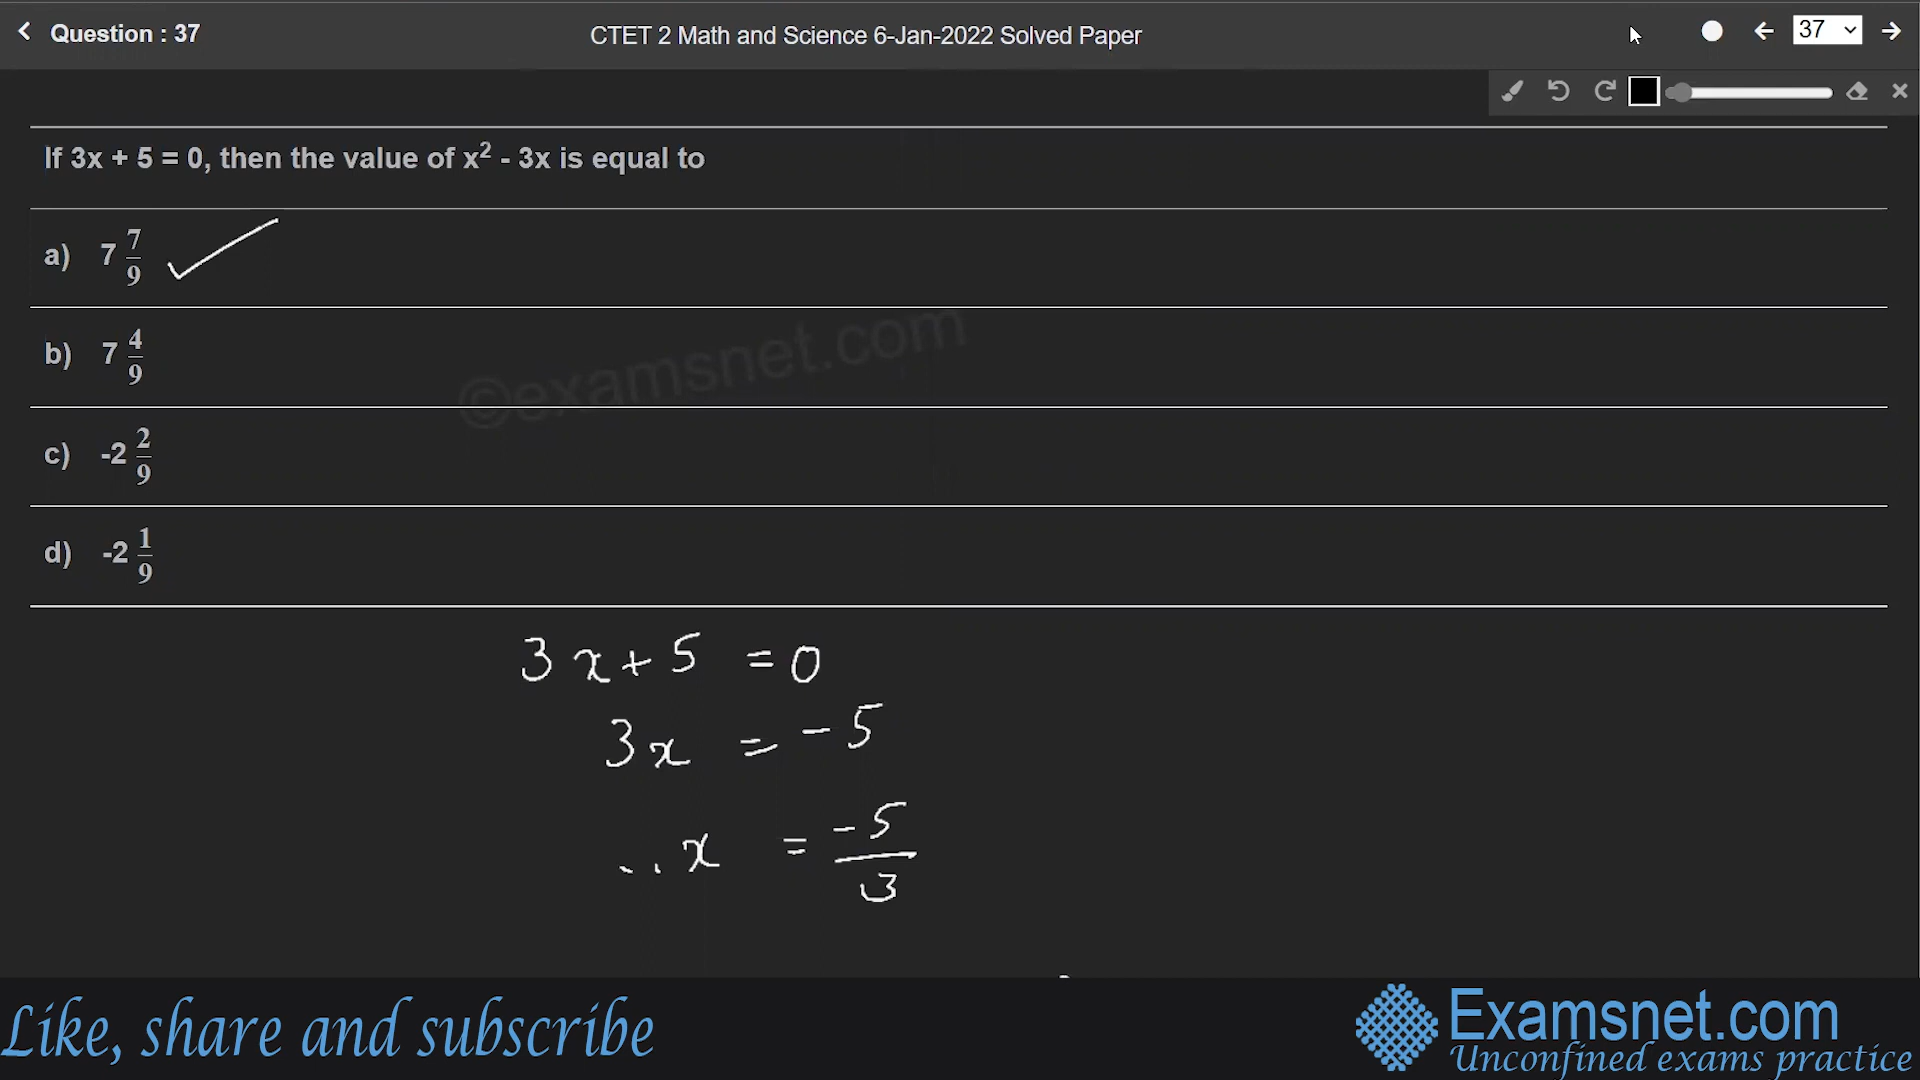 Question : 37
CTET 2 Math and Science 6-Jan-2022 Solved Paper
37
If 3x + 5 = 0, then the value of x² - 3x is equal to
a) 7 7/9
b) 7 4/9
©examsnet.com
c) -2 2/9
d) -2 1/9
3x+5 = 0
3x = -5
..x = -5/3
Like, share and subscribe
Examsnet.com
Unconfined exams practice